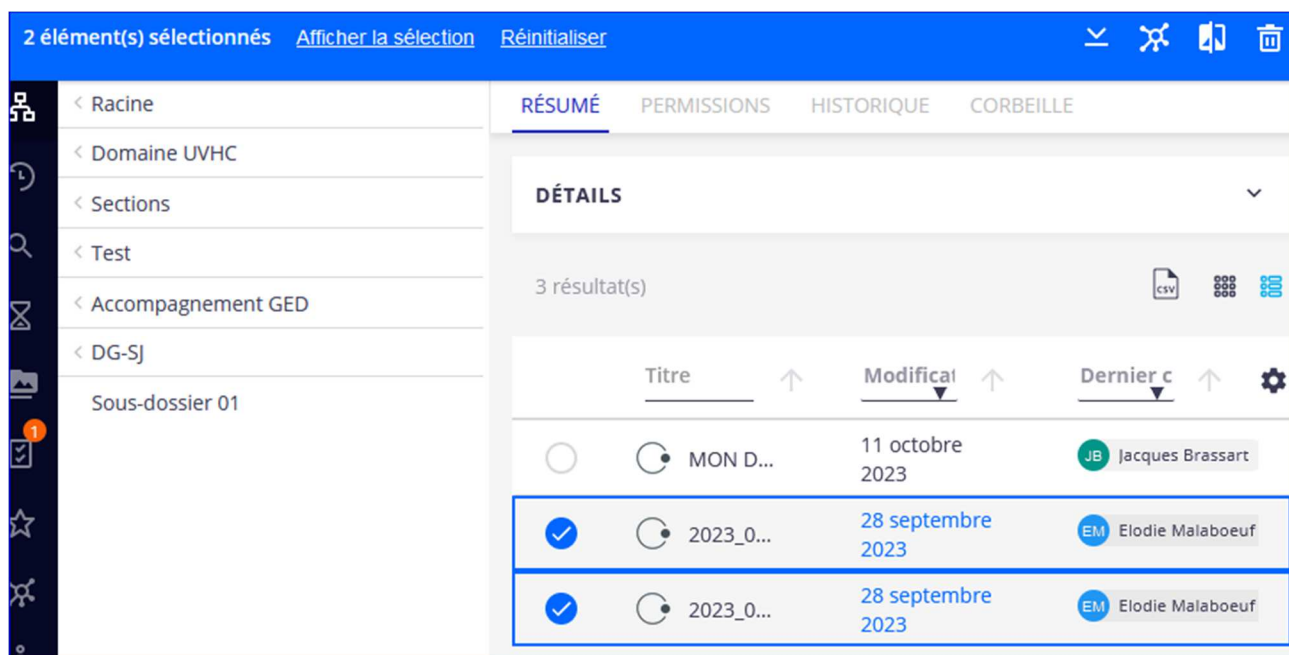 2 élément(s) sélectionnés Afficher la sélection Réinitialiser
Racine
Domaine UVHC
Sections
Test
Accompagnement GED
DG-SJ
Sous-dossier 01
1
RÉSUMÉ PERMISSIONS HISTORIQUE CORBEILLE
DÉTAILS
3 résultat(s)
CSV
Titre Modificat Dernier c
MON D... 11 octobre 2023 JB Jacques Brassart
2023_0... 28 septembre 2023 EM Elodie Malaboeuf
2023_0... 28 septembre 2023 EM Elodie Malaboeuf